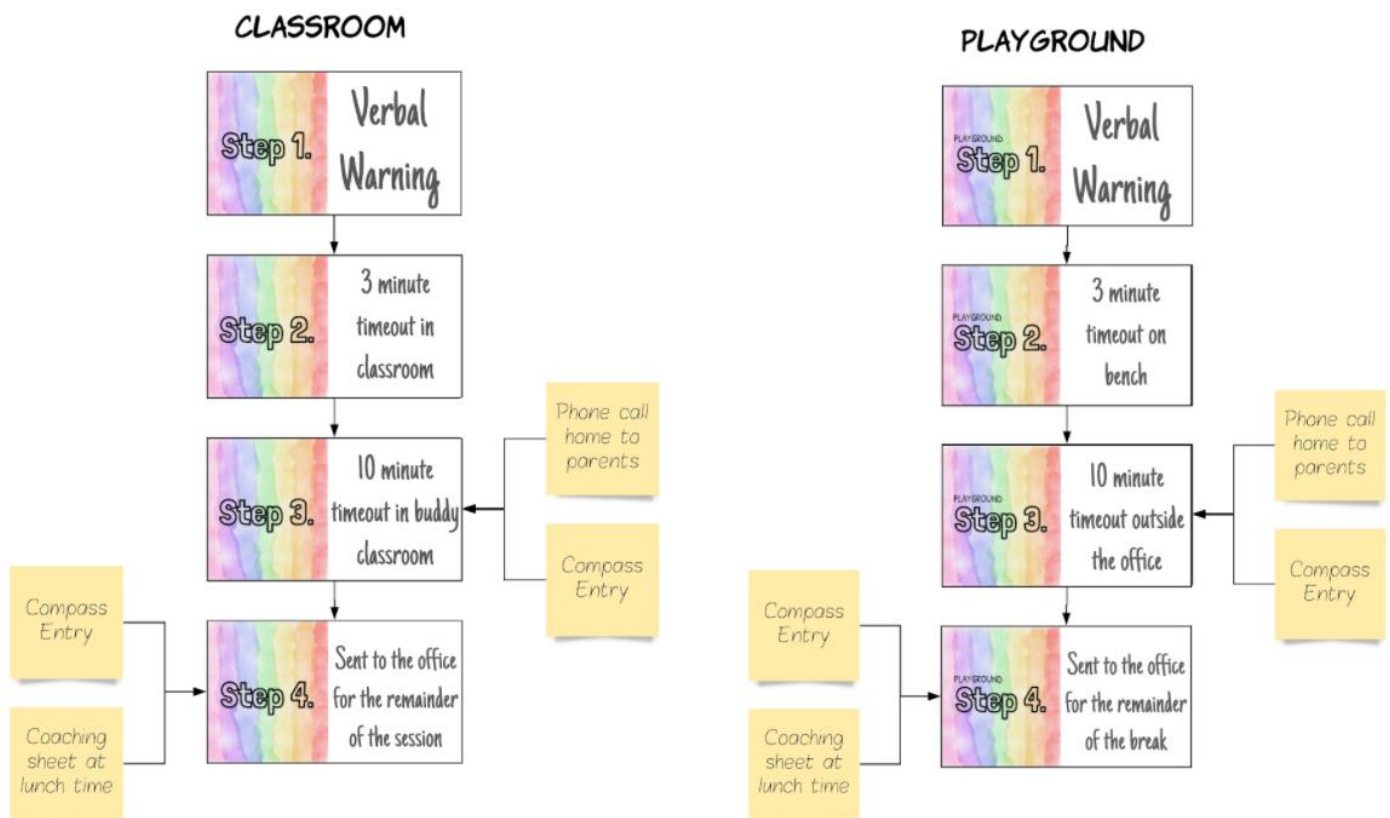 CLASSROOM
Step 1.
Verbal
Warning
Step 2.
3 minute
timeout in
classroom
Step 3.
10 minute
timeout in buddy
classroom
Phone call
home to
parents
Compass
Entry
Step 4.
Sent to the office
for the remainder
of the session
Compass
Entry
Coaching
sheet at
lunch time
PLAYGROUND
PLAYGROUND
Step 1.
Verbal
Warning
PLAYGROUND
Step 2.
3 minute
timeout on
bench
PLAYGROUND
Step 3.
10 minute
timeout outside
the office
Phone call
home to
parents
Compass
Entry
PLAYGROUND
Step 4.
Sent to the office
for the remainder
of the break
Compass
Entry
Coaching
sheet at
lunch time